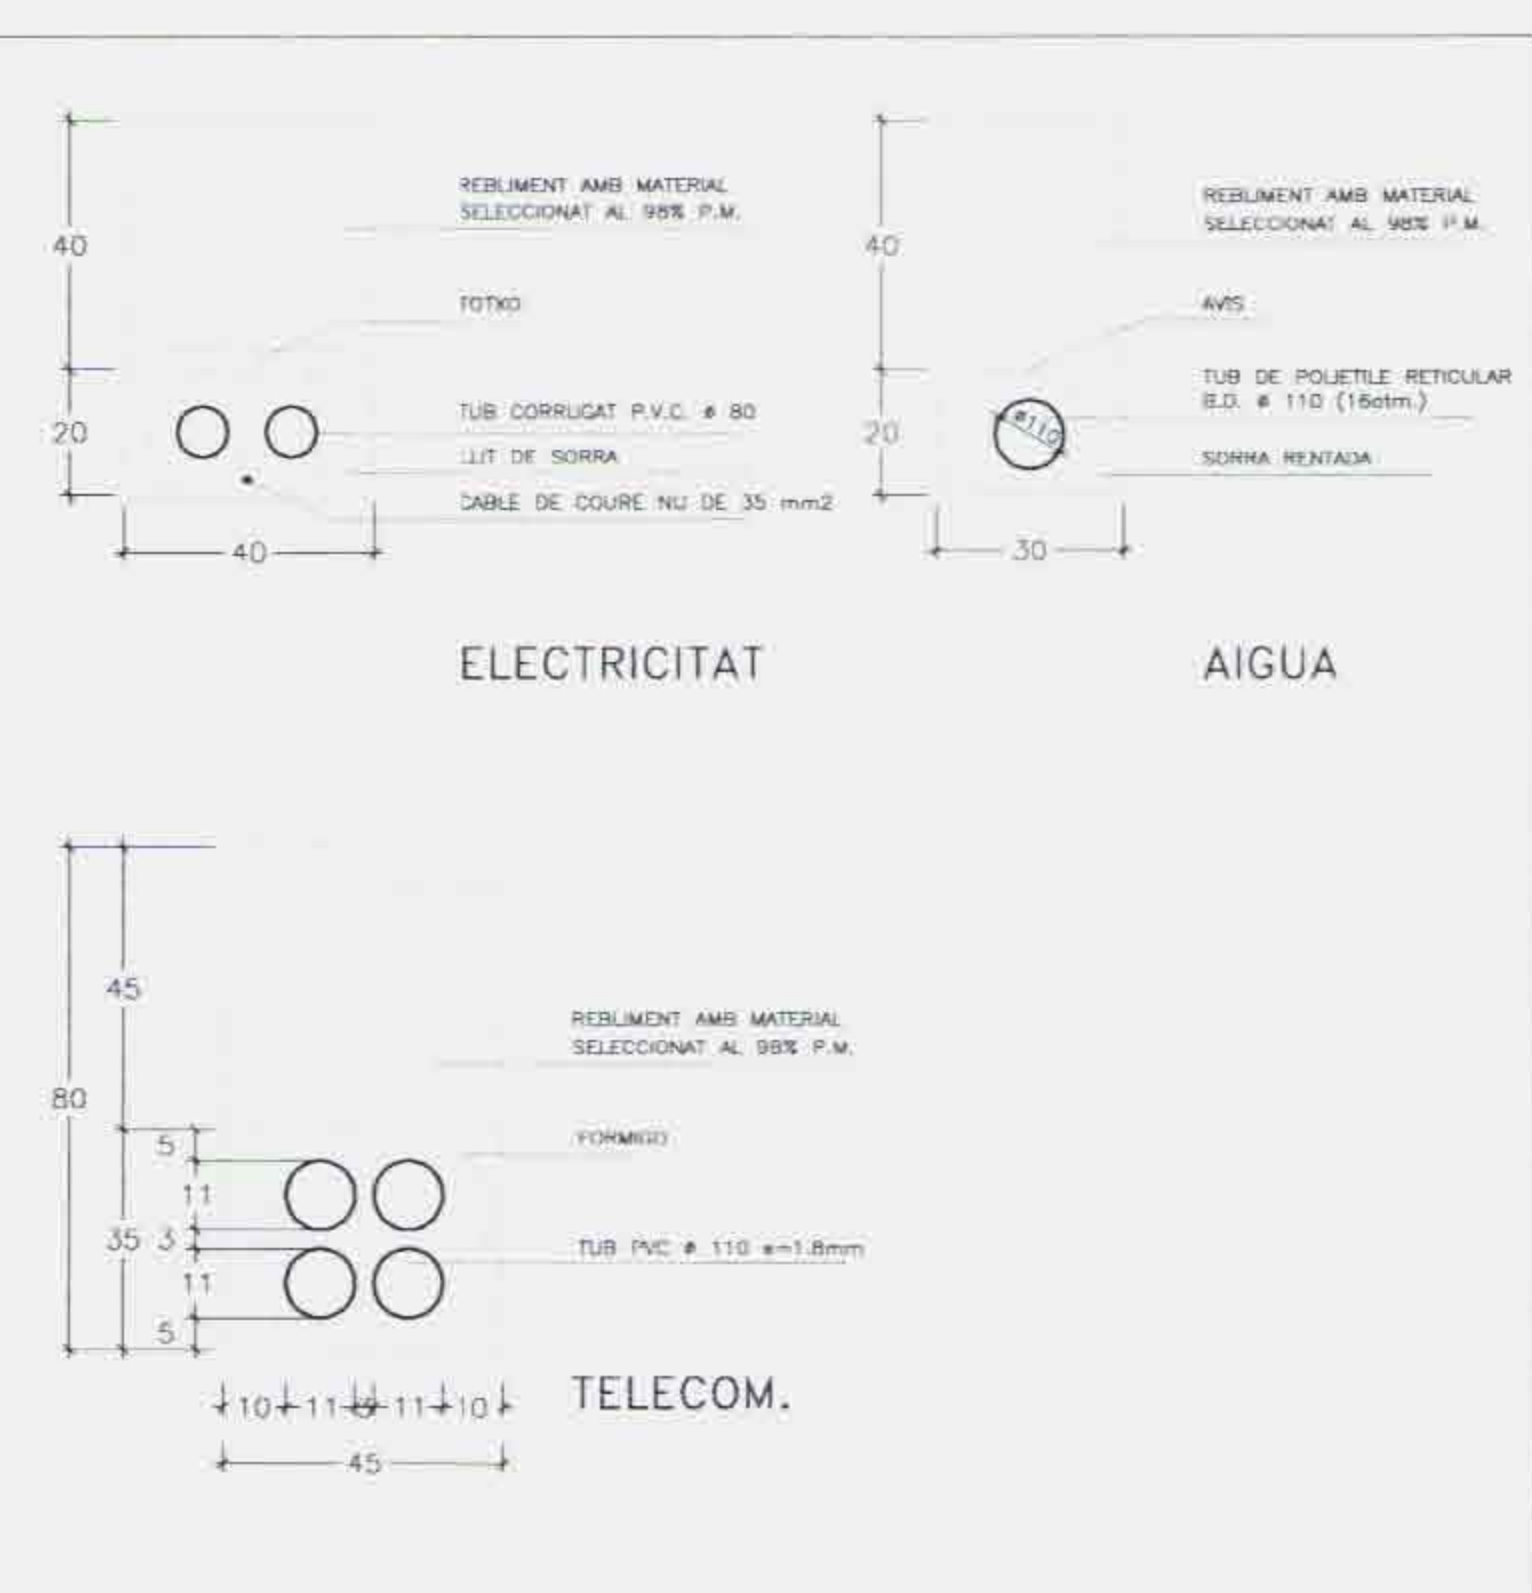 40
20
40
REBLIMENT AMB MATERIAL
SELECCIONAT AL 98% P.M.
TOTXO
TUB CORRUGAT P.V.C. ø 80
LLIT DE SORRA
CABLE DE COURE NU DE 35 mm2
ELECTRICITAT
40
20
ø110
30
REBLIMENT AMB MATERIAL
SELECCIONAT AL 98% P.M.
AVIS
TUB DE POLIETILE RETICULAR
B.D. ø 110 (16atm.)
SORRA RENTADA
AIGUA
80
45
35
5
11
3
11
5
10 11 3 11 10
45
REBLIMENT AMB MATERIAL
SELECCIONAT AL 98% P.M.
FORMIGO
TUB PVC ø 110 e=1.8mm
TELECOM.